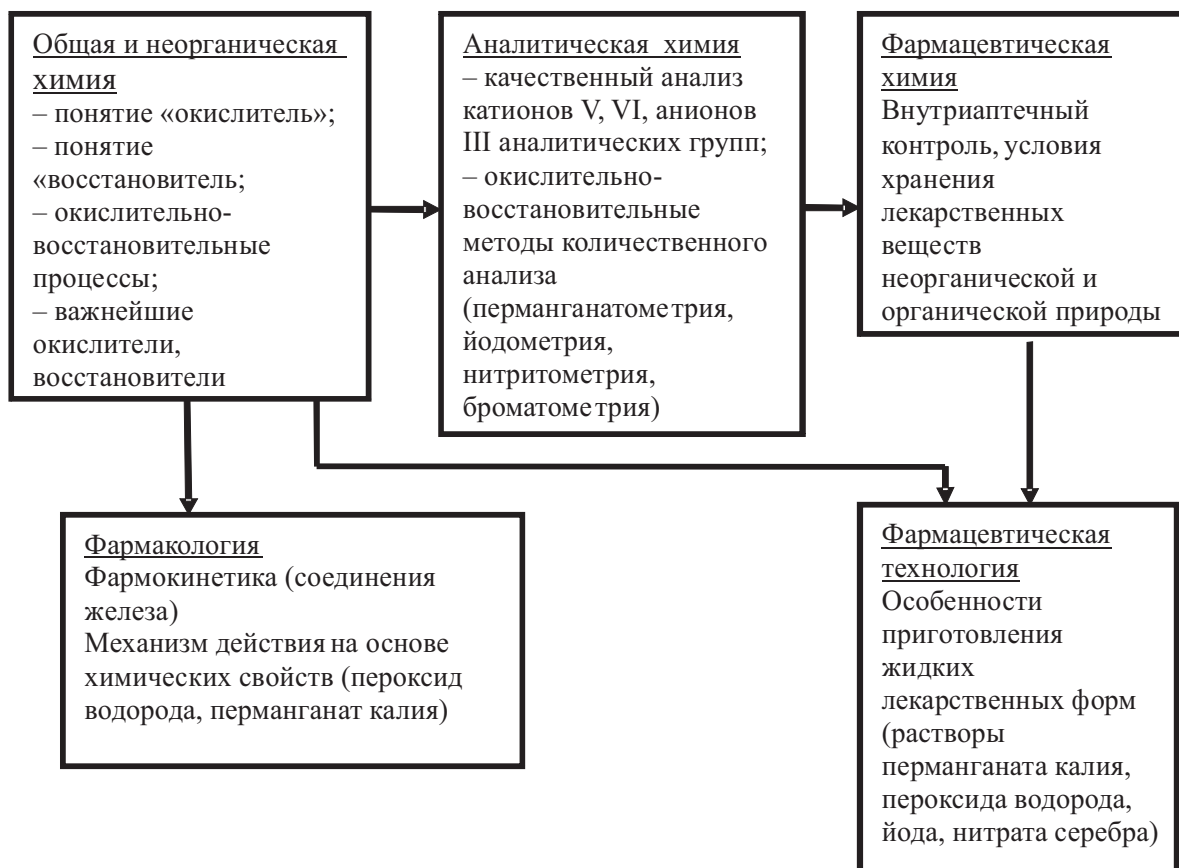 Общая и неорганическая
химия
– понятие «окислитель»;
– понятие
«восстановитель;
– окислительно-
восстановительные
процессы;
– важнейшие
окислители,
восстановители
Аналитическая химия
– качественный анализ
катионов V, VI, анионов
III аналитических групп;
– окислительно-
восстановительные
методы количественного
анализа
(перманганатометрия,
йодометрия,
нитритометрия,
броматометрия)
Фармацевтическая
химия
Внутриаптечный
контроль, условия
хранения
лекарственных
веществ
неорганической и
органической природы
Фармакология
Фармокинетика (соединения
железа)
Механизм действия на основе
химических свойств (пероксид
водорода, перманганат калия)
Фармацевтическая
технология
Особенности
приготовления
жидких
лекарственных форм
(растворы
перманганата калия,
пероксида водорода,
йода, нитрата серебра)